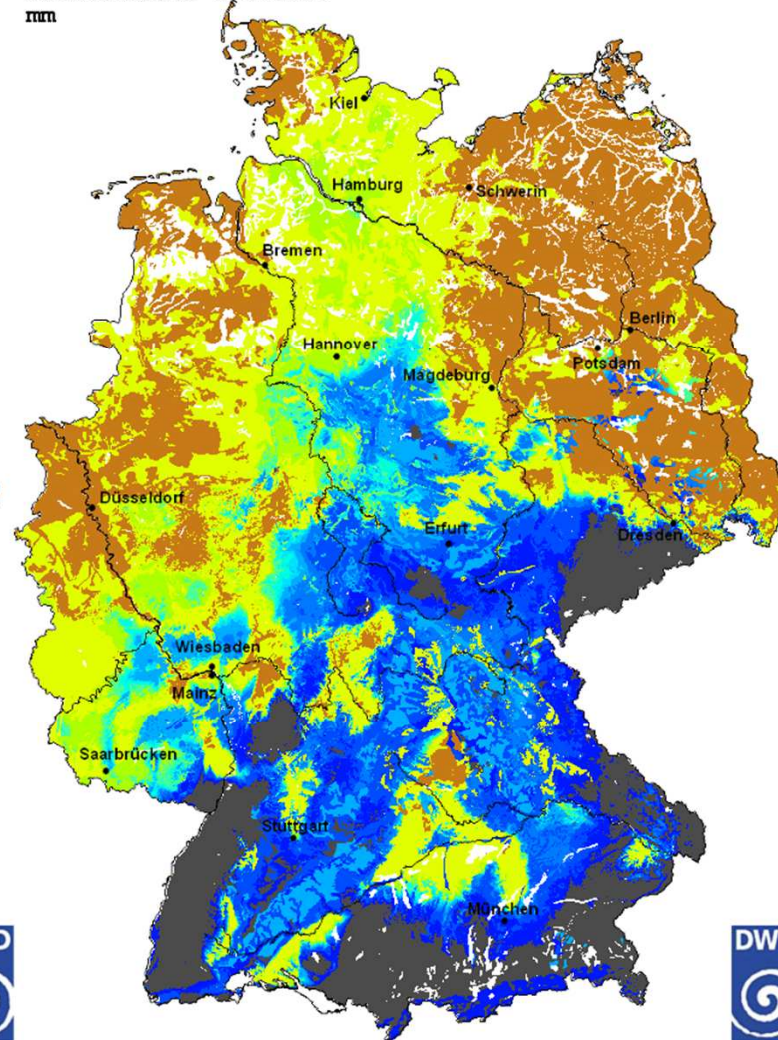 mm
Kiel
Hamburg
Schwerin
Bremen
Berlin
Hannover
Potsdam
Magdeburg
Düsseldorf
Erfurt
Dresden
Wiesbaden
Mainz
Saarbrücken
Stuttgart
München
D
DW